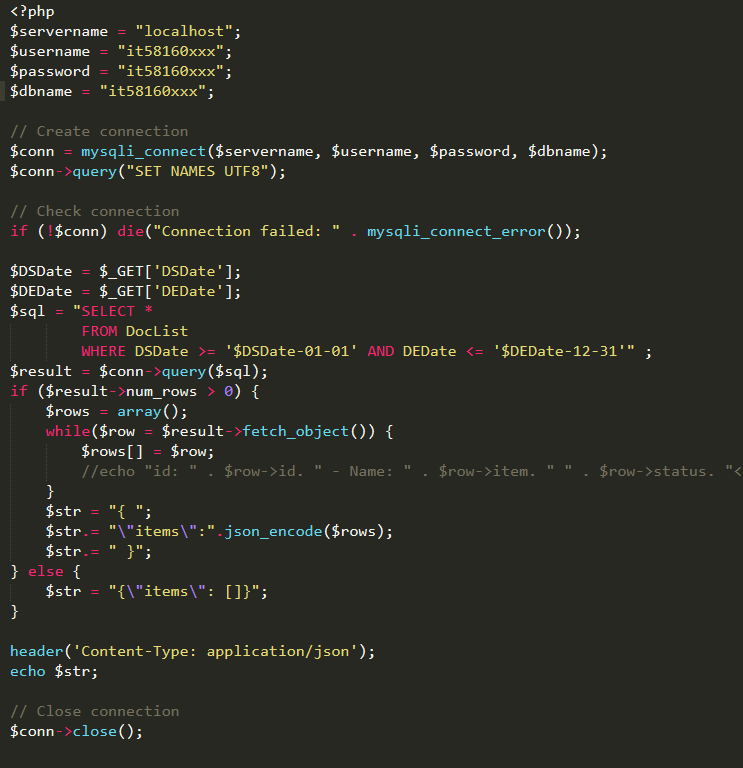 <?php
$servername = "localhost";
$username = "it58160xxx";
$password = "it58160xxx";
$dbname = "it58160xxx";
// Create connection
$conn = mysqli_connect($servername, $username, $password, $dbname);
$conn->query("SET NAMES UTF8");
// Check connection
if (!$conn) die("Connection failed: " . mysqli_connect_error());
$DSDate = $_GET['DSDate'];
$DEDate = $_GET['DEDate'];
$sql = "SELECT *
FROM DocList
WHERE DSDate >= '$DSDate-01-01' AND DEDate <= '$DEDate-12-31'" ;
$result = $conn->query($sql);
if ($result->num_rows > 0) {
$rows = array();
while($row = $result->fetch_object()) {
$rows[] = $row;
//echo "id: " . $row->id. " - Name: " . $row->item. " " . $row->status. "<
}
$str = "{ ";
$str.= "\"items\":".json_encode($rows);
$str.= " }";
} else {
$str = "{\"items\": []}";
}
header('Content-Type: application/json');
echo $str;
// Close connection
$conn->close();